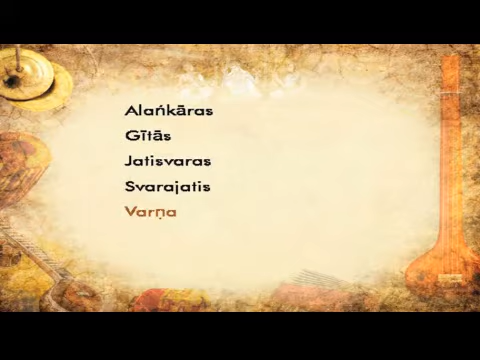 Alaṅkāras
Gītās
Jatisvaras
Svarajatis
Varṇa